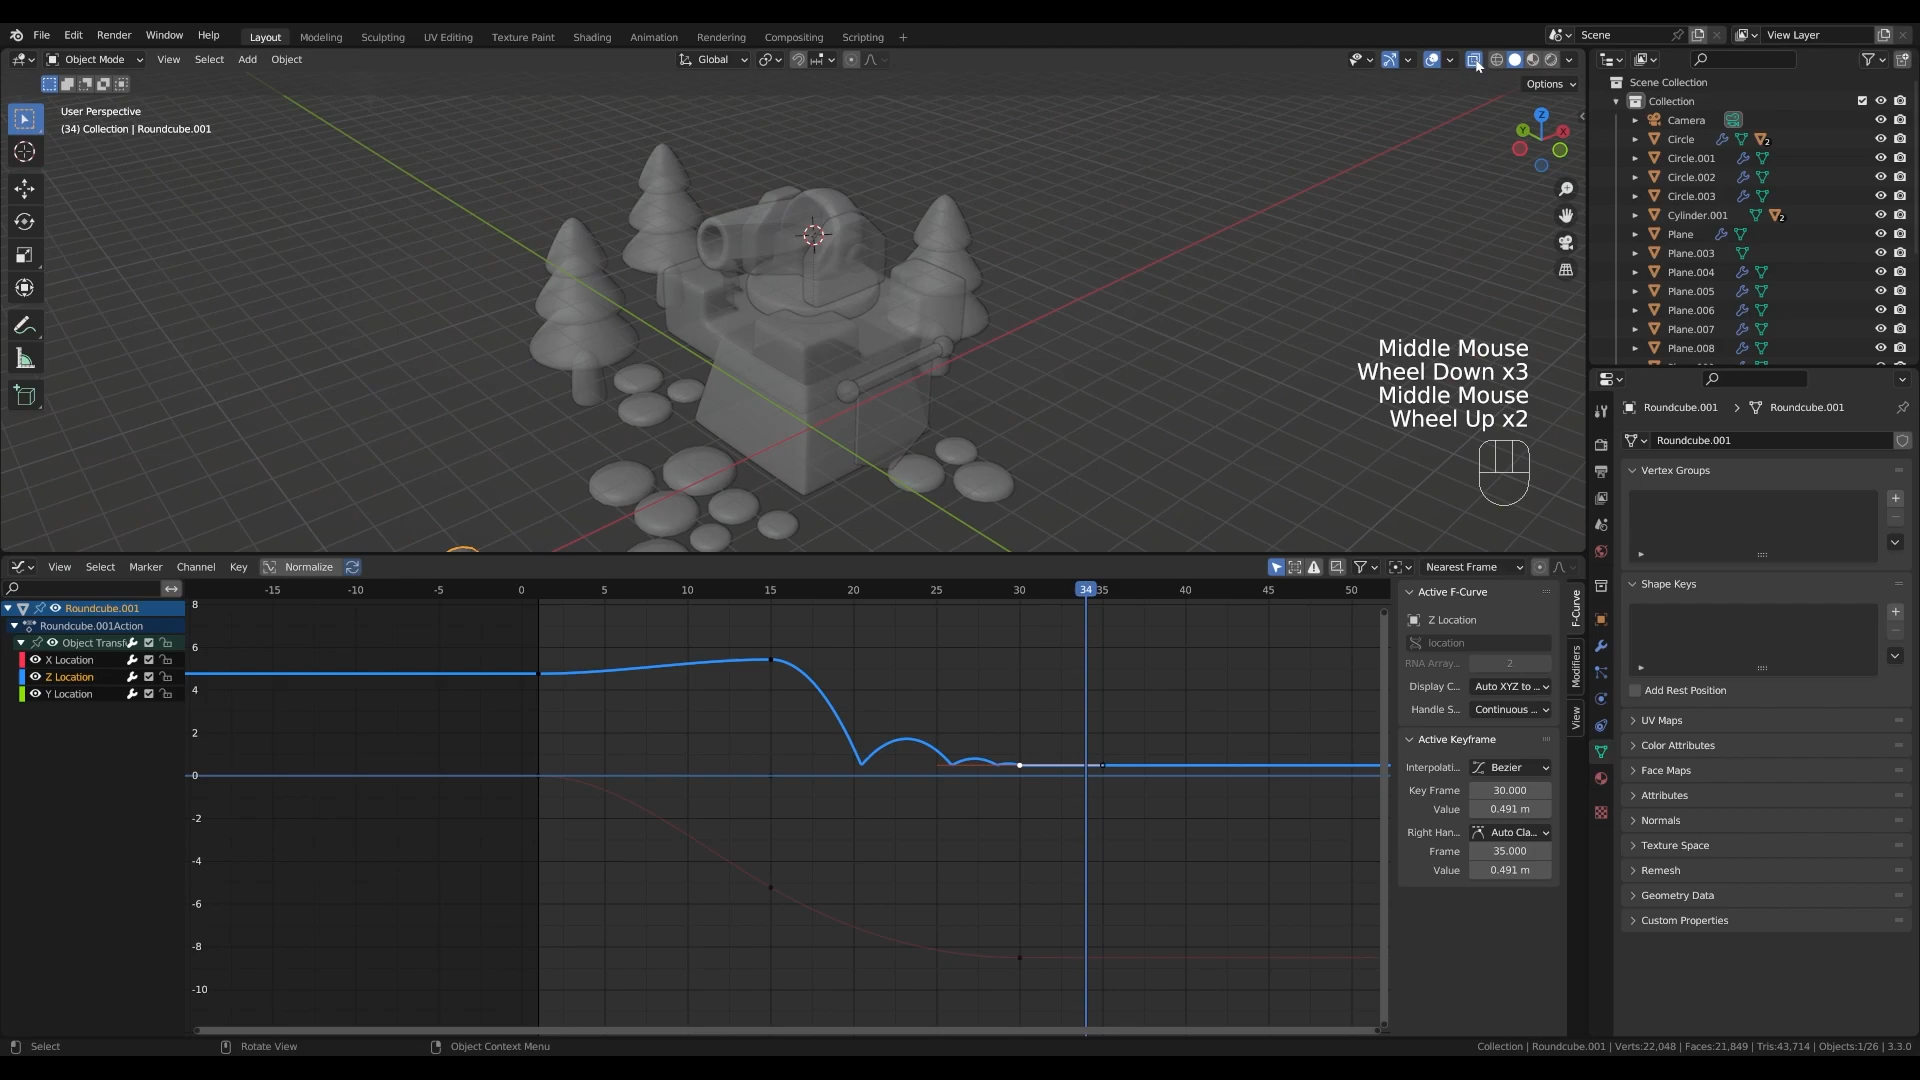 File Edit Render Window Help Layout Modeling Sculpting UV Editing Texture Paint Shading Animation Rendering Compositing Scripting + Scene View Layer
Object Mode View Select Add Object Global
Options
User Perspective
(34) Collection | Roundcube.001
Z
Y
X
Middle Mouse
Wheel Down x3
Middle Mouse
Wheel Up x2
Scene Collection
Collection
Camera
Circle 2
Circle.001
Circle.002
Circle.003
Cylinder.001 2
Plane
Plane.003
Plane.004
Plane.005
Plane.006
Plane.007
Plane.008
Roundcube.001 > Roundcube.001
Roundcube.001
Vertex Groups
Shape Keys
Add Rest Position
UV Maps
Color Attributes
Face Maps
Attributes
Normals
Texture Space
Remesh
Geometry Data
Custom Properties
View Select Marker Channel Key Normalize Nearest Frame
-15 -10 -5 0 5 10 15 20 25 30 34 35 40 45 50
Roundcube.001
Roundcube.001Action
Object Transf
X Location
Z Location
Y Location
8
6
4
2
0
-2
-4
-6
-8
-10
Active F-Curve
Z Location
location
RNA Array... 2
Display C... Auto XYZ to ...
Handle S... Continuous ...
Active Keyframe
Interpolati... Bezier
Key Frame 30.000
Value 0.491 m
Right Han... Auto Cla...
Frame 35.000
Value 0.491 m
F-Curve
Modifiers
View
Select Rotate View Object Context Menu Collection | Roundcube.001 | Verts:22,048 | Faces:21,849 | Tris:43,714 | Objects:1/26 | 3.3.0